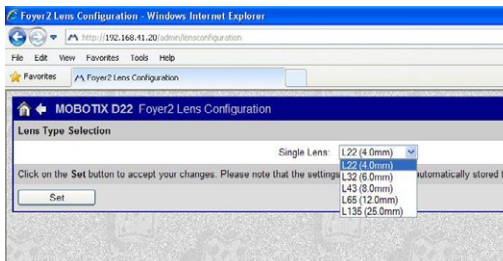 Foyer2 Lens Configuration - Windows Internet Explorer
http://192.168.41.20/admin/lensconfiguration
File Edit View Favorites Tools Help
Favorites Foyer2 Lens Configuration
MOBOTIX D22 Foyer2 Lens Configuration
Lens Type Selection
Single Lens: L22 (4.0mm)
L22 (4.0mm)
L32 (6.0mm)
L43 (8.0mm)
L65 (12.0mm)
L135 (25.0mm)
Click on the Set button to accept your changes. Please note that the settings automatically stored
Set